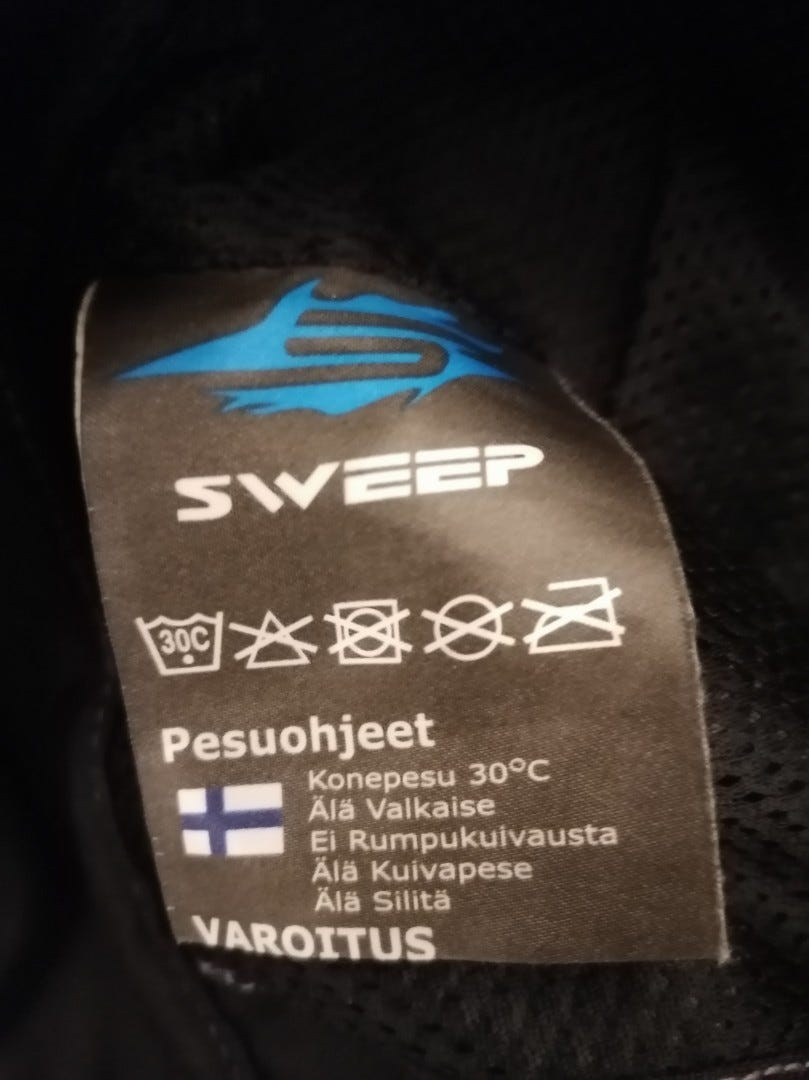 SWEEP
30C
Pesuohjeet
Konepesu 30°C
Älä Valkaise
Ei Rumpukuivausta
Älä Kuivapese
Älä Silitä
VAROITUS